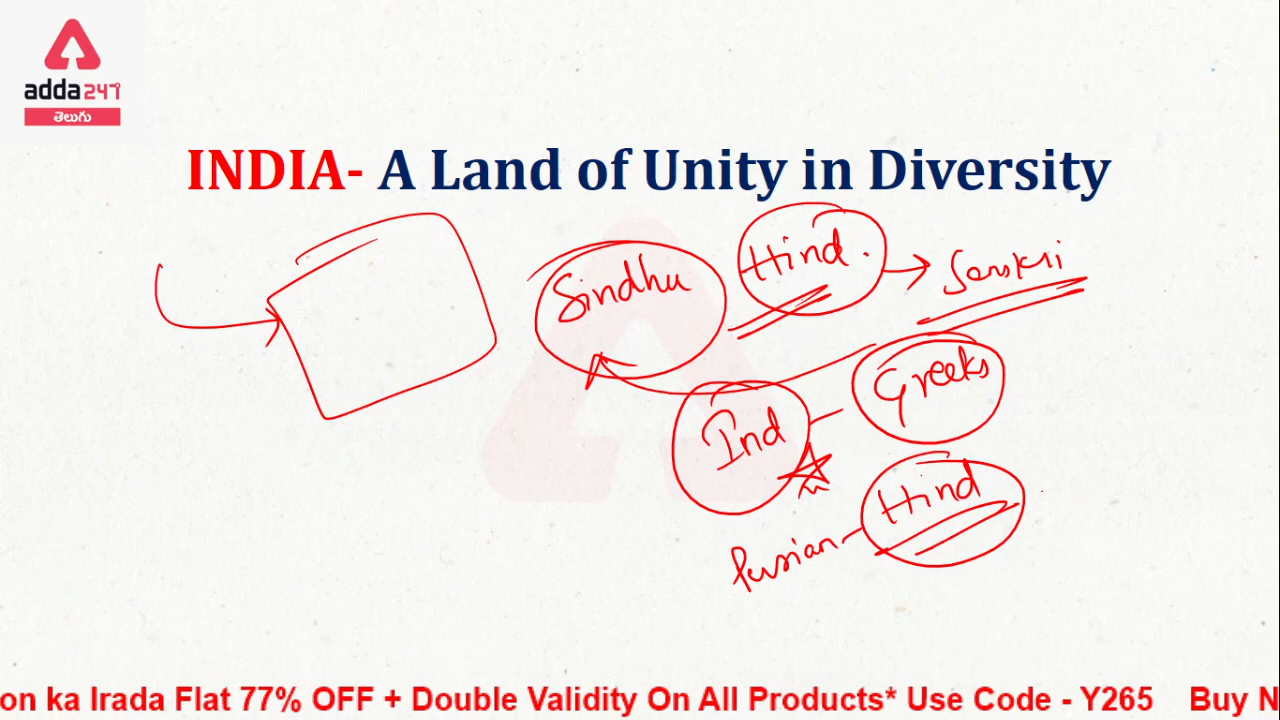 adda247
తెలుగు
INDIA- A Land of Unity in Diversity
Sindhu
Hind.
Sanskri
Greeks
Ind
Hind
Persian
on ka Irada Flat 77% OFF + Double Validity On All Products* Use Code - Y265 Buy N